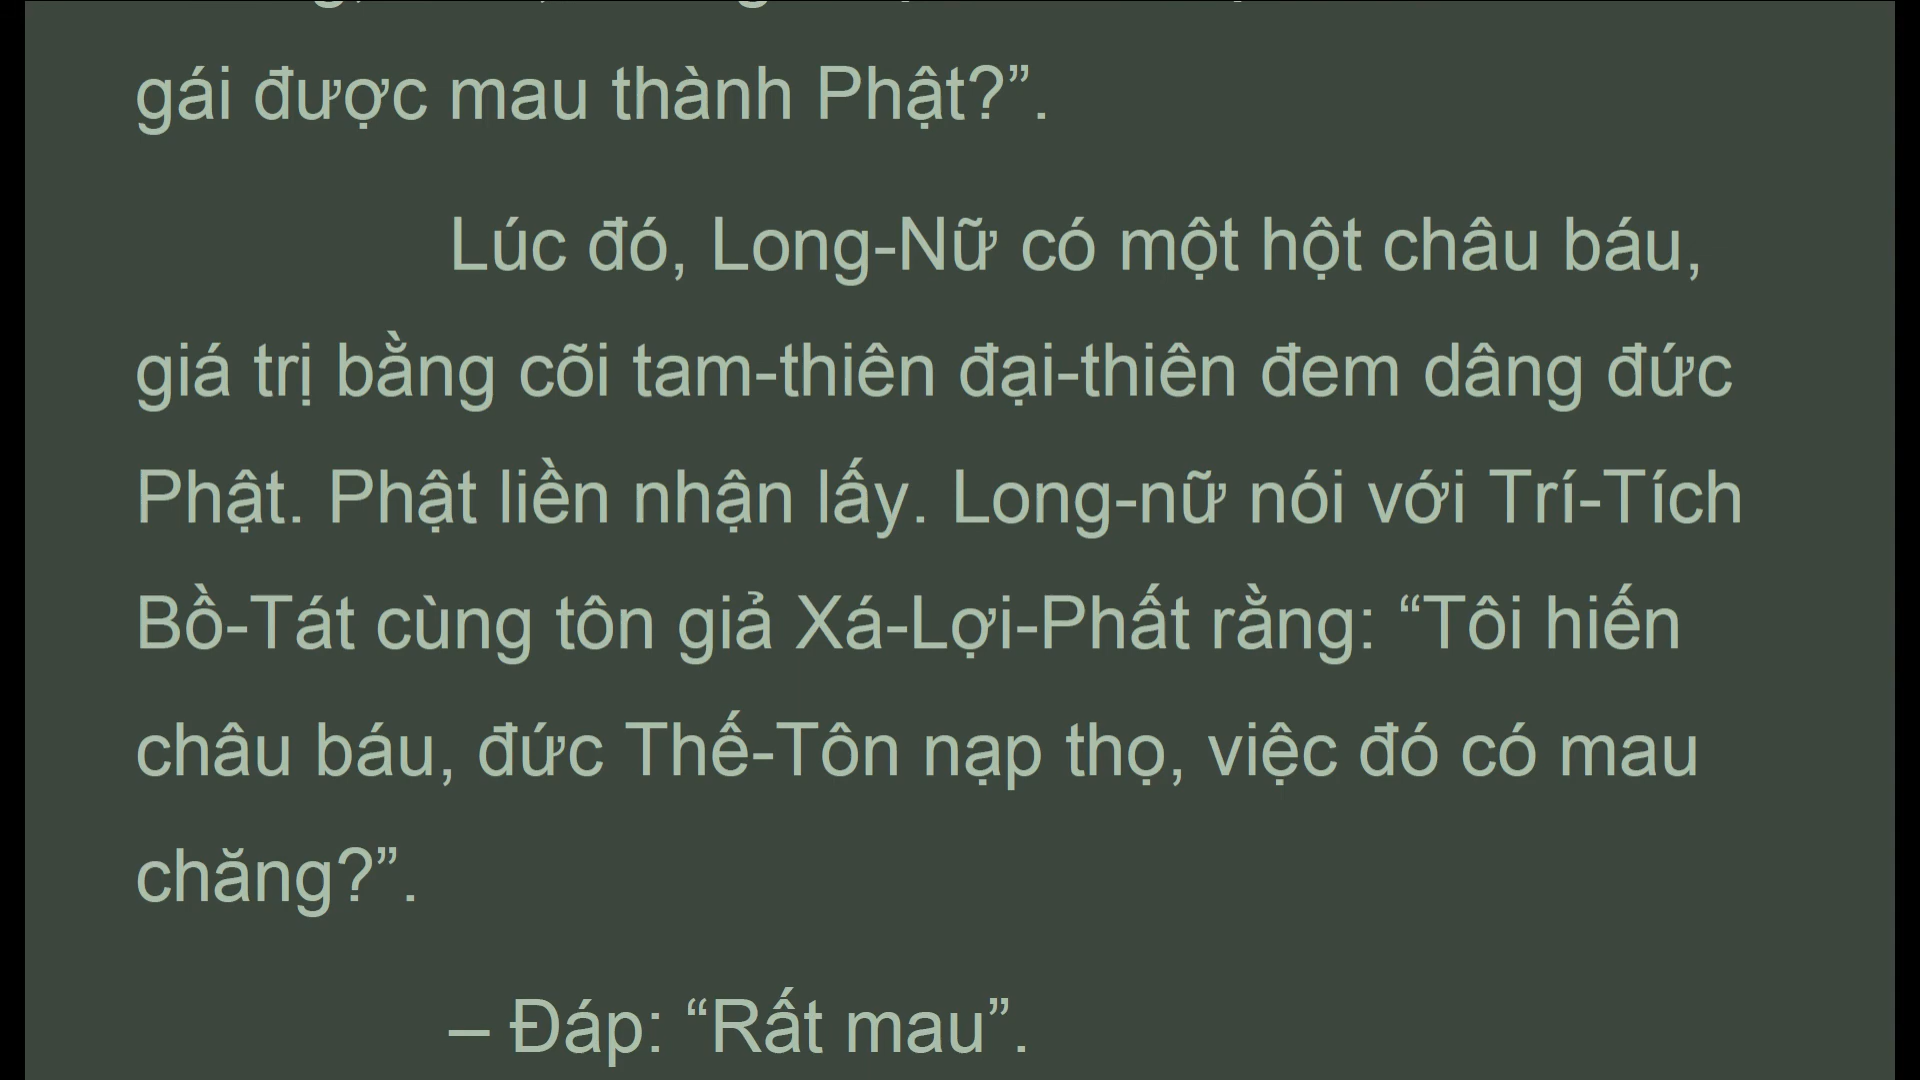 gái được mau thành Phật?”.
Lúc đó, Long-Nữ có một hột châu báu,
giá trị bằng cõi tam-thiên đại-thiên đem dâng đức
Phật. Phật liền nhận lấy. Long-nữ nói với Trí-Tích
Bồ-Tát cùng tôn giả Xá-Lợi-Phất rằng: “Tôi hiến
châu báu, đức Thế-Tôn nạp thọ, việc đó có mau
chăng?”.
– Đáp: “Rất mau”.